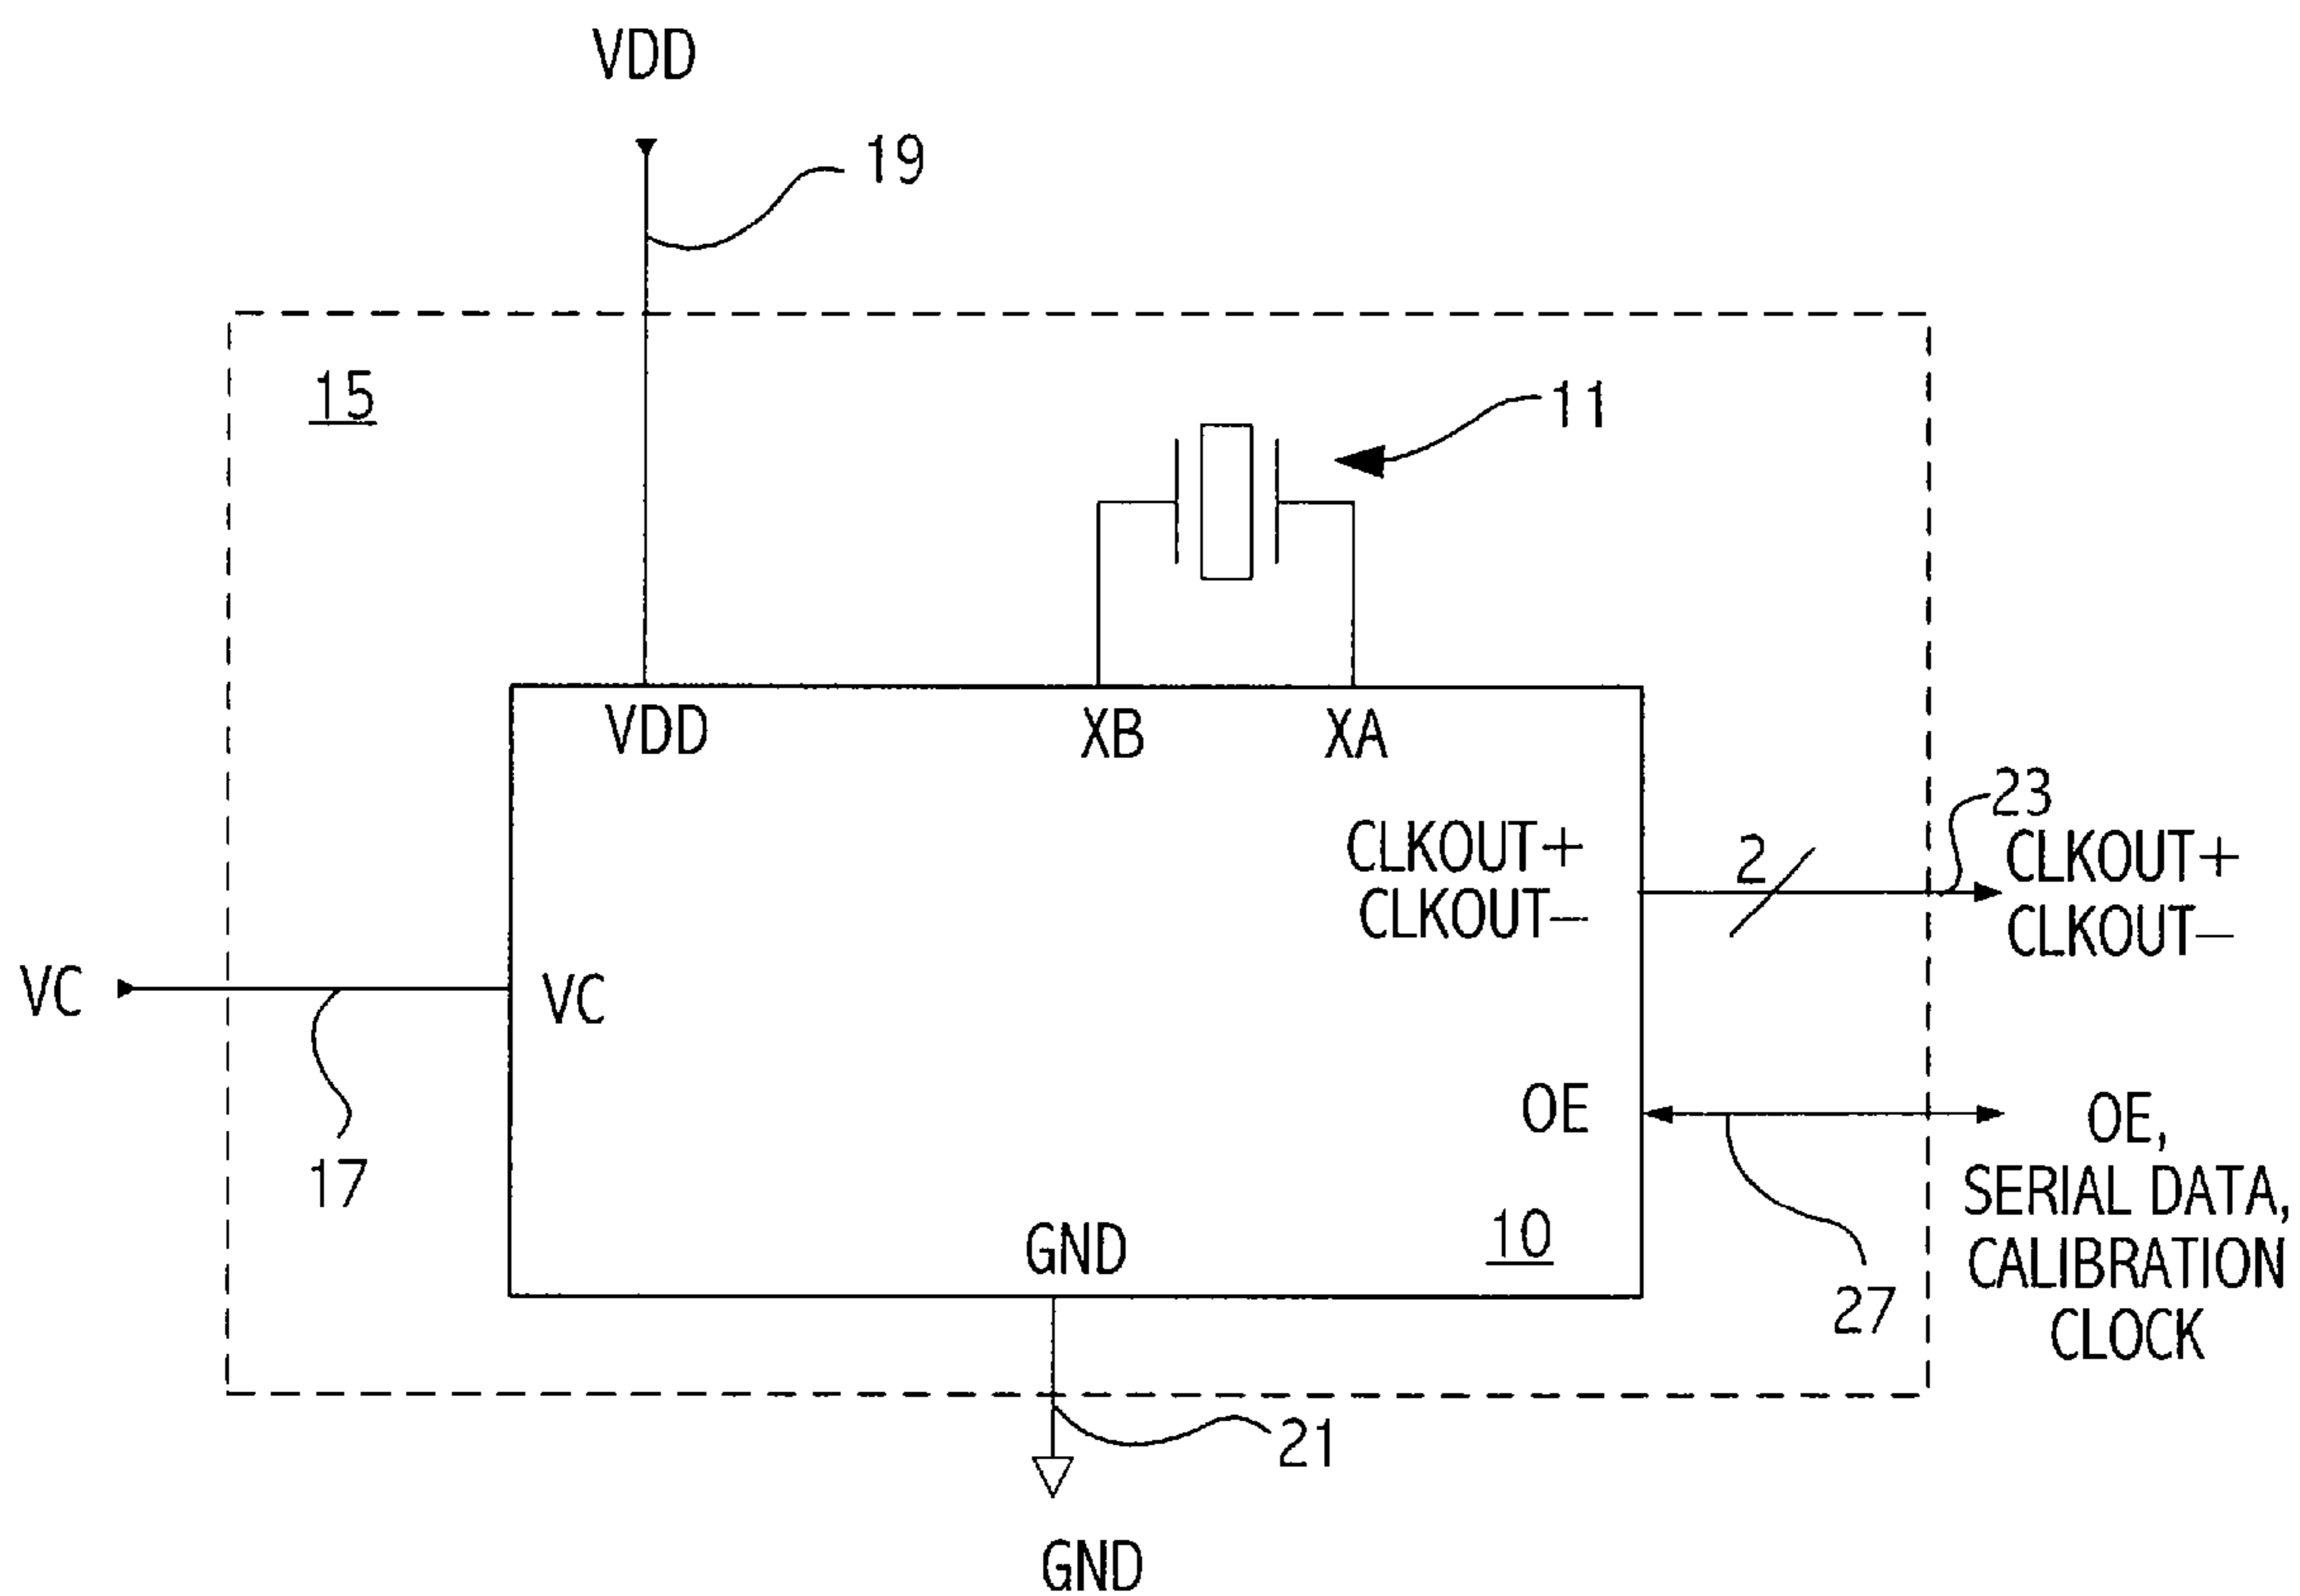 VDD
19
15
11
VDD
XB
XA
23
CLKOUT+
2
CLKOUT+
CLKOUT−
CLKOUT−
VC
VC
OE
OE,
17
SERIAL DATA,
GND
10
CALIBRATION
27
CLOCK
21
GND